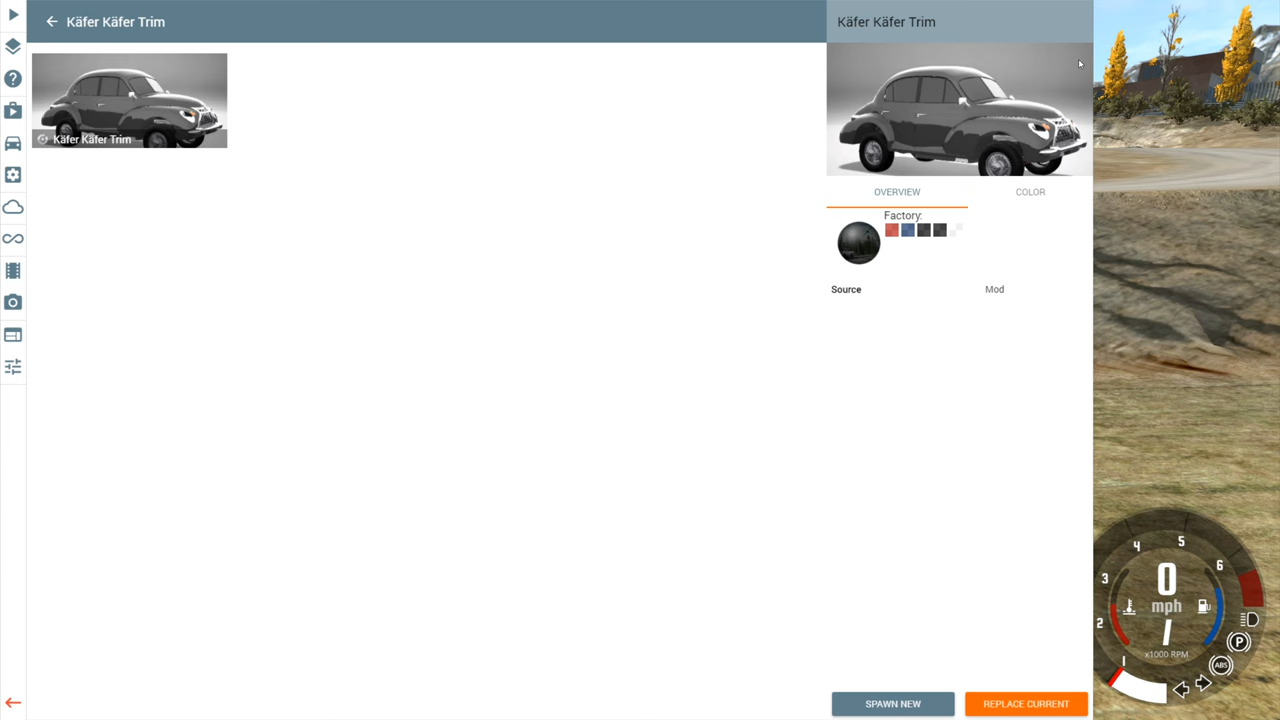 Käfer Käfer Trim
Käfer Käfer Trim
Käfer Käfer Trim
OVERVIEW
COLOR
Factory:
Source
Mod
SPAWN NEW
REPLACE CURRENT
1
2
3
4
5
6
0
mph
x1000 RPM
P
ABS